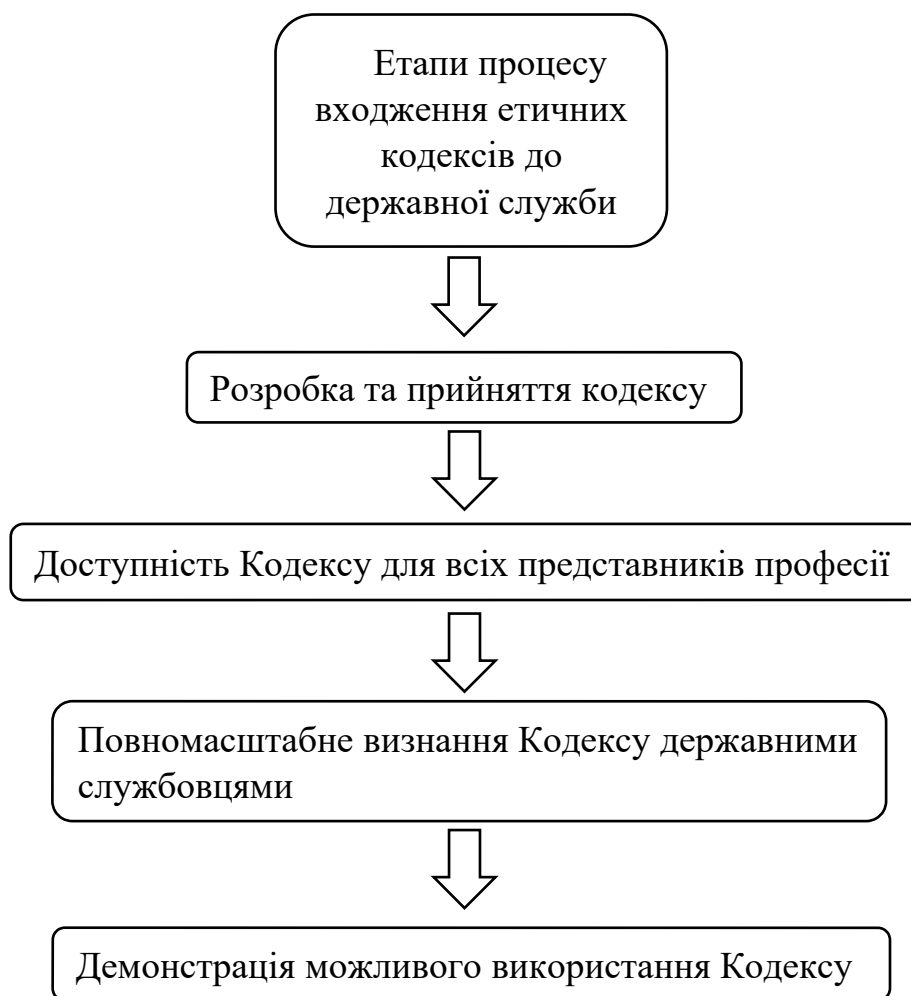 Етапи процесу
входження етичних
кодексів до
державної служби
Розробка та прийняття кодексу
Доступність Кодексу для всіх представників професії
Повномасштабне визнання Кодексу державними
службовцями
Демонстрація можливого використання Кодексу